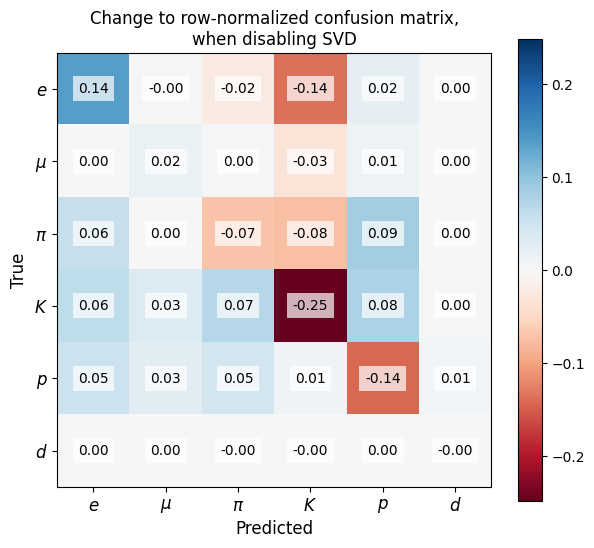 Change to row-normalized confusion matrix,
when disabling SVD
e 0.14 -0.00 -0.02 -0.14 0.02 0.00
μ 0.00 0.02 0.00 -0.03 0.01 0.00
π 0.06 0.00 -0.07 -0.08 0.09 0.00
K 0.06 0.03 0.07 -0.25 0.08 0.00
p 0.05 0.03 0.05 0.01 -0.14 0.01
d 0.00 0.00 -0.00 -0.00 0.00 -0.00
e μ π K p d
True
Predicted
0.2
0.1
0.0
−0.1
−0.2